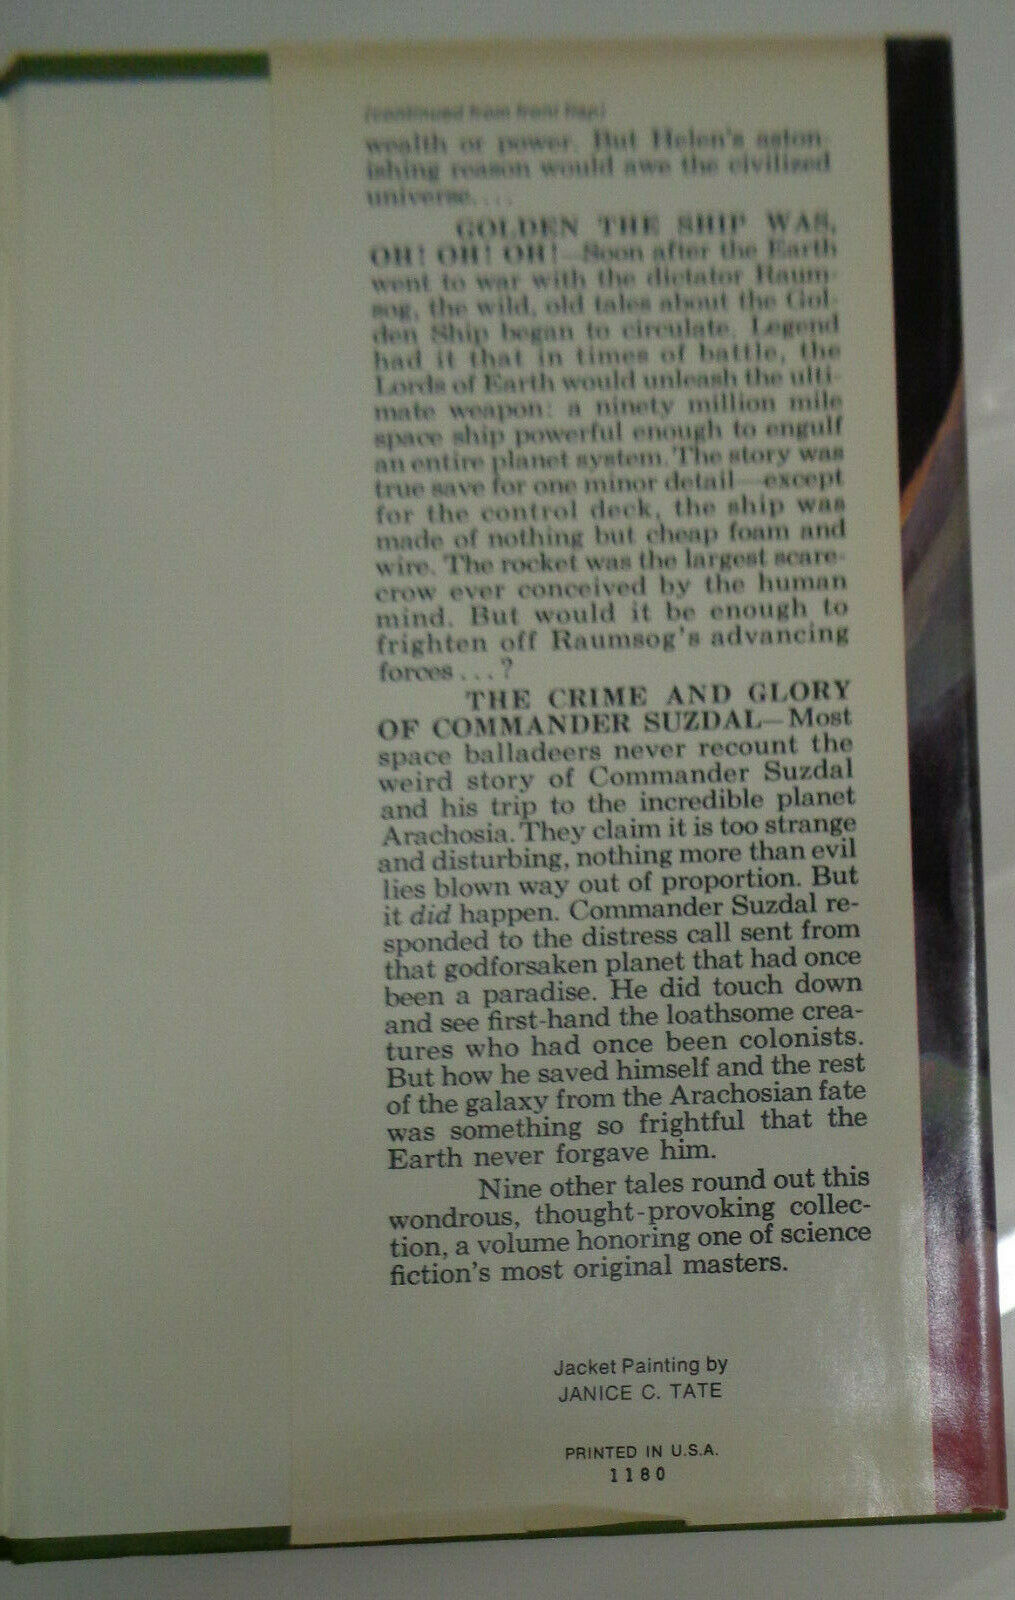 (continued from front flap)
wealth or power. But Helen's aston-
ishing reason would awe the civilized
universe....
GOLDEN THE SHIP WAS,
OH! OH! OH!—Soon after the Earth
went to war with the dictator Raum-
sog, the wild, old tales about the Gol-
den Ship began to circulate. Legend
had it that in times of battle, the
Lords of Earth would unleash the ulti-
mate weapon: a ninety million mile
space ship powerful enough to engulf
an entire planet system. The story was
true save for one minor detail—except
for the control deck, the ship was
made of nothing but cheap foam and
wire. The rocket was the largest scare-
crow ever conceived by the human
mind. But would it be enough to
frighten off Raumsog's advancing
forces...?
THE CRIME AND GLORY
OF COMMANDER SUZDAL—Most
space balladeers never recount the
weird story of Commander Suzdal
and his trip to the incredible planet
Arachosia. They claim it is too strange
and disturbing, nothing more than evil
lies blown way out of proportion. But
it did happen. Commander Suzdal re-
sponded to the distress call sent from
that godforsaken planet that had once
been a paradise. He did touch down
and see first-hand the loathsome crea-
tures who had once been colonists.
But how he saved himself and the rest
of the galaxy from the Arachosian fate
was something so frightful that the
Earth never forgave him.
Nine other tales round out this
wondrous, thought-provoking collec-
tion, a volume honoring one of science
fiction's most original masters.
Jacket Painting by
JANICE C. TATE
PRINTED IN U.S.A.
1180